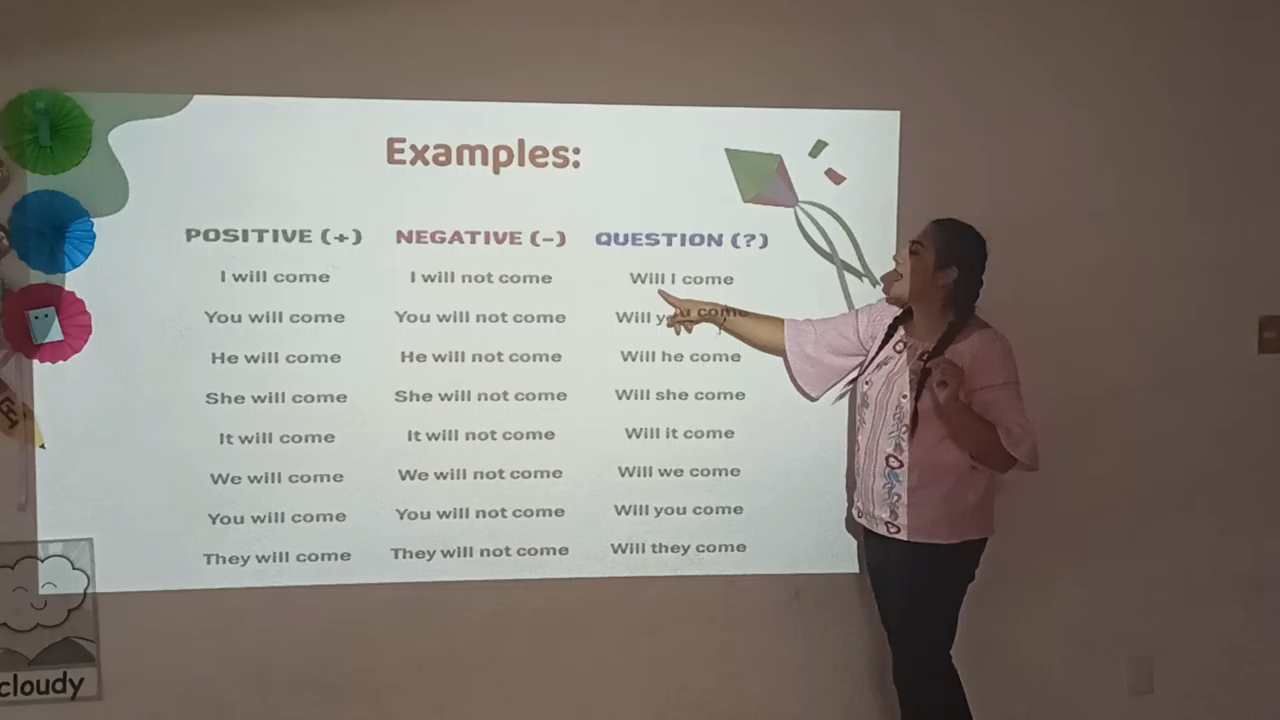 Examples:
POSITIVE (+) NEGATIVE (-) QUESTION (?)
I will come I will not come Will I come
You will come You will not come Will you come
He will come He will not come Will he come
She will come She will not come Will she come
It will come It will not come Will it come
We will come We will not come Will we come
You will come You will not come Will you come
They will come They will not come Will they come
cloudy